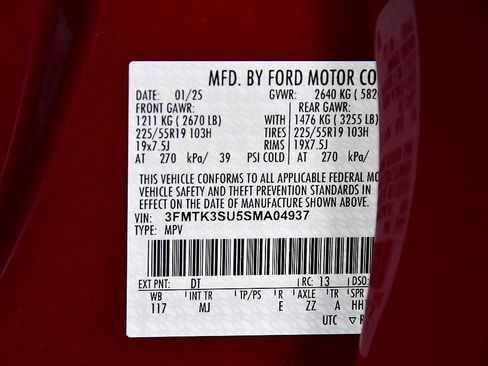 MFD. BY FORD MOTOR CO
DATE: 01/25 GVWR: 2640 KG ( 582
FRONT GAWR: REAR GAWR:
1211 KG ( 2670 LB) WITH 1476 KG ( 3255 LB)
225/55R19 103H TIRES 225/55R19 103H
19x7.5J RIMS 19X7.5J
AT 270 kPa/ 39 PSI COLD AT 270 kPa/
THIS VEHICLE CONFORMS TO ALL APPLICABLE FEDERAL MO
VEHICLE SAFETY AND THEFT PREVENTION STANDARDS IN
EFFECT ON THE DATE OF MANUFACTURE SHOWN ABOVE.
VIN: 3FMTK3SU5SMA04937
TYPE: MPV
EXT PNT: DT RC: 13 DSO:
WB INT TR TP/PS R AXLE TR SPR
117 MJ E ZZ A HH
UTC ▽ R